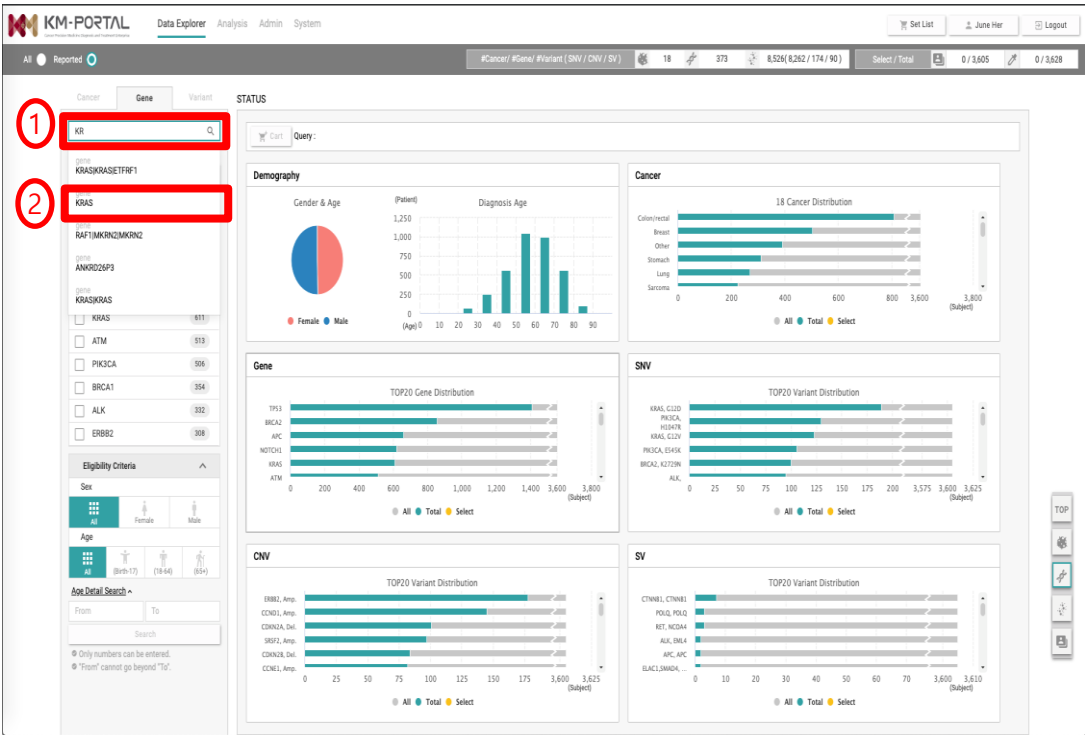 KM-PORTAL
Data Explorer Analysis Admin System
Set List
June Her
Logout
All Reported
#Cancer/ #Gene/ #Variant ( SNV / CNV / SV ) 18 373 8,526( 8,262 / 174 / 90 )
Select / Total 0 / 3,605 0 / 3,628
Cancer Gene Variant
STATUS
1
KR
gene
KRAS|KRAS|ETFRF1
2
gene
KRAS
gene
RAF1|MKRN2|MKRN2
gene
ANKRD26P3
gene
KRAS|KRAS
KRAS 611
ATM 513
PIK3CA 506
BRCA1 354
ALK 332
ERBB2 308
Eligibility Criteria
Sex
All Female Male
Age
All (Birth-17) (18-64) (65+)
Age Detail Search
From To
Search
Only numbers can be entered.
"From" cannot go beyond "To".
Cart Query :
Demography
Gender & Age
Female Male
(Patient) Diagnosis Age
1,250
1,000
750
500
250
0
(Age) 0 10 20 30 40 50 60 70 80 90
Cancer
18 Cancer Distribution
Colon/rectal
Breast
Other
Stomach
Lung
Sarcoma
0 200 400 600 800 3,600 3,800
(Subject)
All Total Select
Gene
TOP20 Gene Distribution
TP53
BRCA2
APC
NOTCH1
KRAS
ATM
0 200 400 600 800 1,000 1,200 1,400 3,600 3,800
(Subject)
All Total Select
SNV
TOP20 Variant Distribution
KRAS, G12D
PIK3CA,
H1047R
KRAS, G12V
PIK3CA, E545K
BRCA2, K2729N
ALK,
0 25 50 75 100 125 150 175 200 3,575 3,600 3,625
(Subject)
All Total Select
CNV
TOP20 Variant Distribution
ERBB2, Amp.
CCND1, Amp.
CDKN2A, Del.
SRSF2, Amp.
CDKN2B, Del.
CCNE1, Amp.
0 25 50 75 100 125 150 175 3,600 3,625
(Subject)
All Total Select
SV
TOP20 Variant Distribution
CTNNB1, CTNNB1
POLQ, POLQ
RET, NCOA4
ALK, EML4
APC, APC
ELAC1,SMAD4, ...
0 10 20 30 40 50 60 70 3,600 3,610
(Subject)
All Total Select
TOP